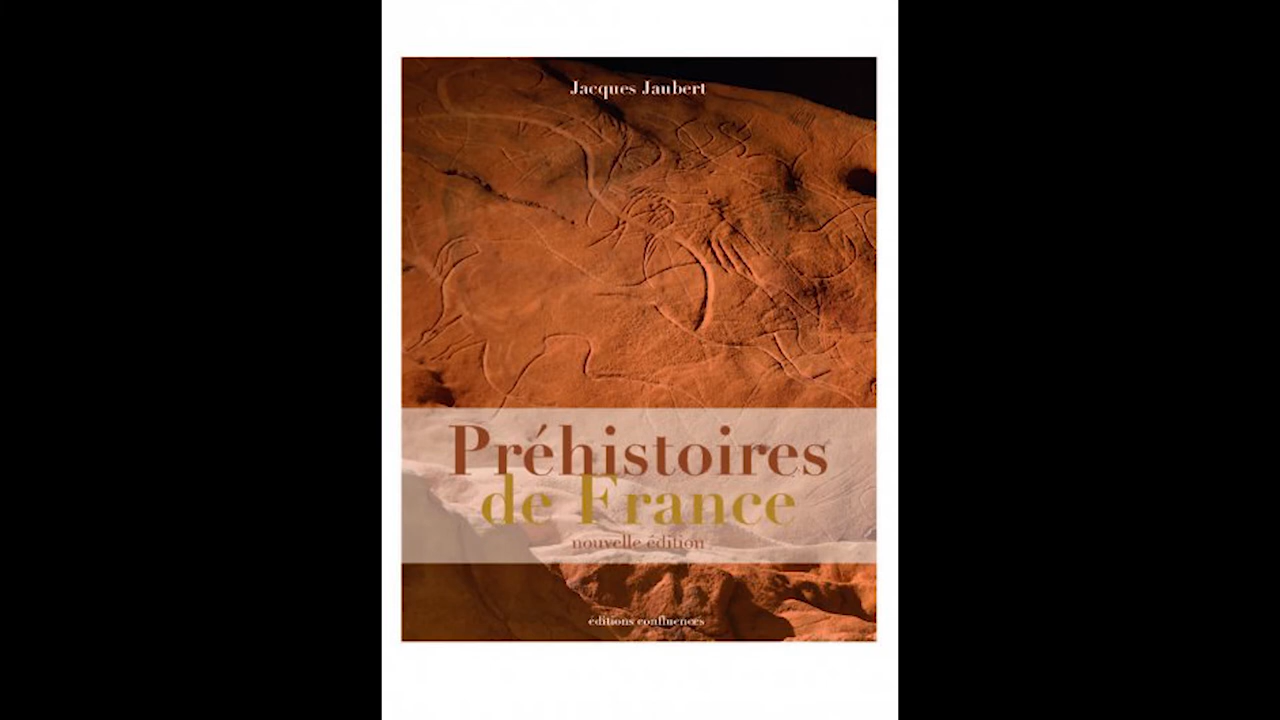 Jacques Jaubert
Préhistoires
de France
nouvelle édition
éditions confluences